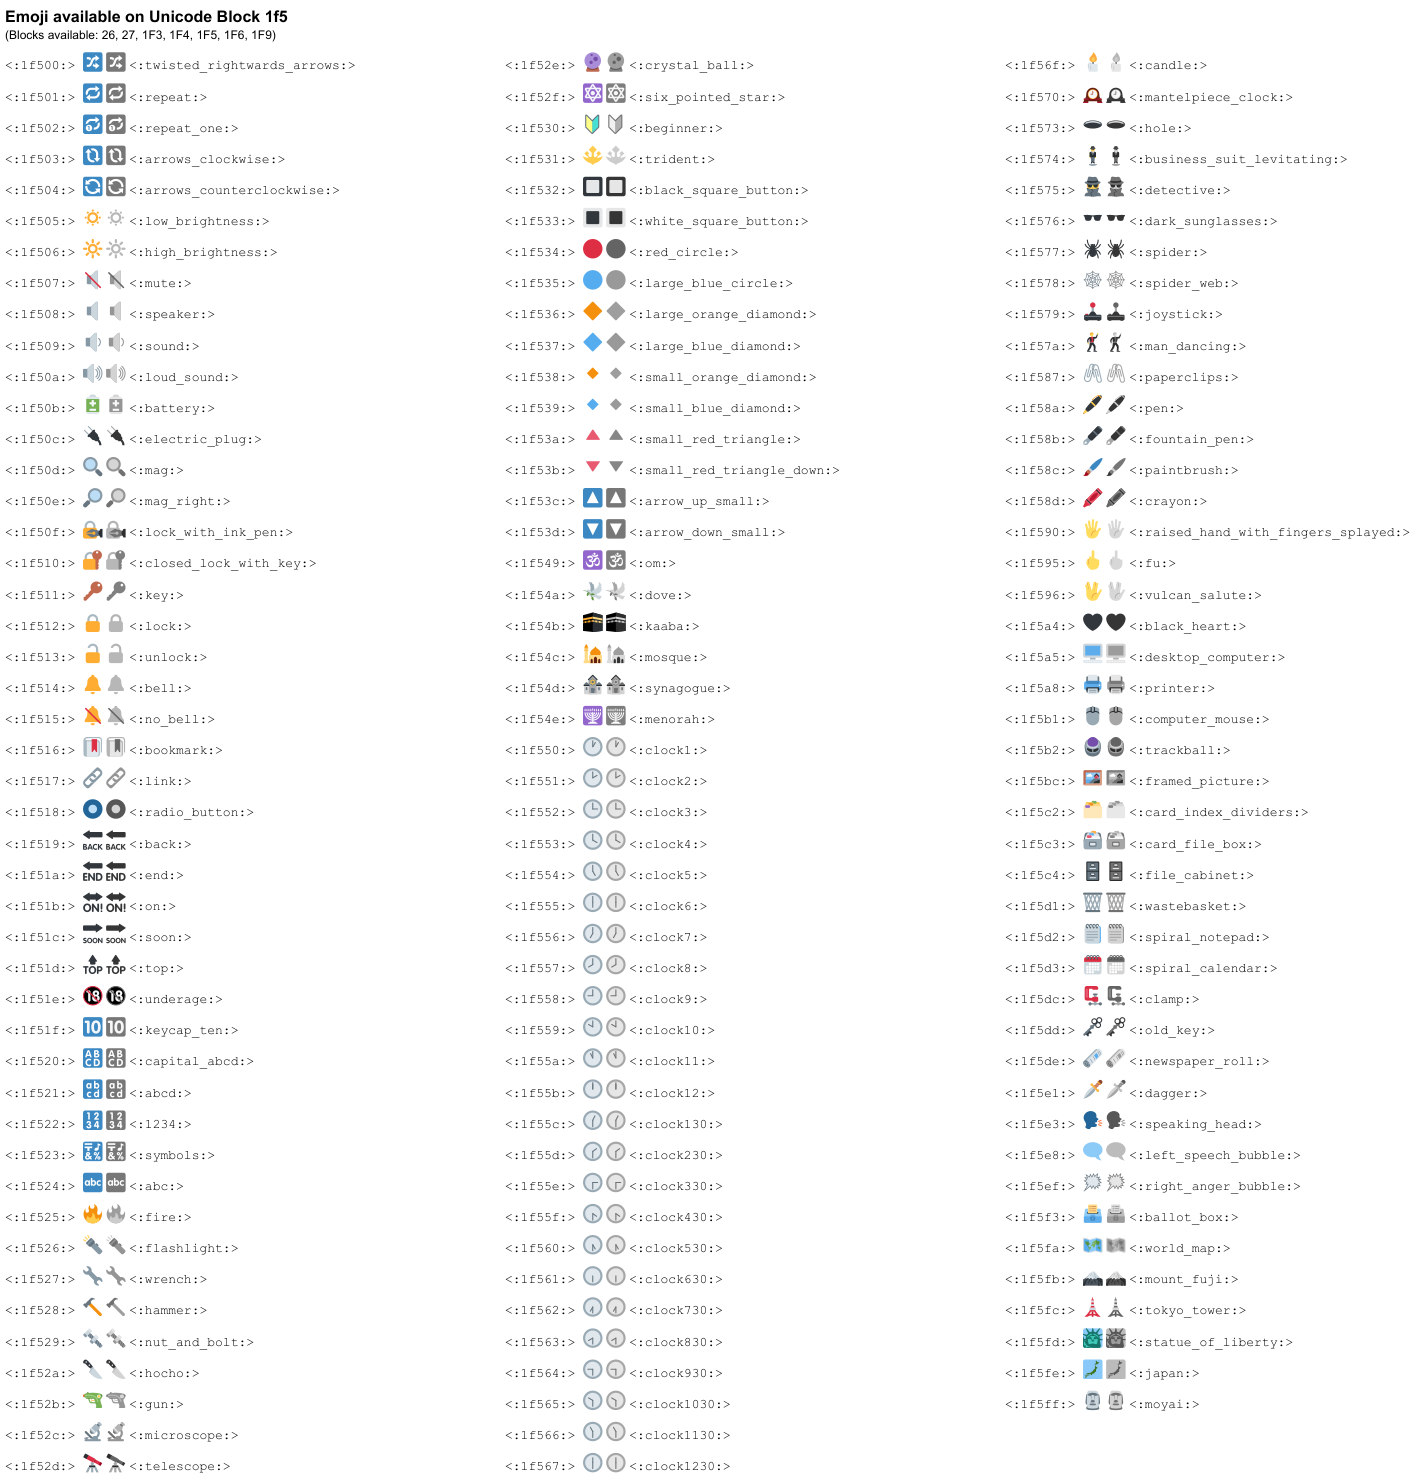 Emoji available on Unicode Block 1f5
(Blocks available: 26, 27, 1F3, 1F4, 1F5, 1F6, 1F9)
<:1f500:> <:twisted_rightwards_arrows:>
<:1f501:> <:repeat:>
<:1f502:> <:repeat_one:>
<:1f503:> <:arrows_clockwise:>
<:1f504:> <:arrows_counterclockwise:>
<:1f505:> <:low_brightness:>
<:1f506:> <:high_brightness:>
<:1f507:> <:mute:>
<:1f508:> <:speaker:>
<:1f509:> <:sound:>
<:1f50a:> <:loud_sound:>
<:1f50b:> <:battery:>
<:1f50c:> <:electric_plug:>
<:1f50d:> <:mag:>
<:1f50e:> <:mag_right:>
<:1f50f:> <:lock_with_ink_pen:>
<:1f510:> <:closed_lock_with_key:>
<:1f511:> <:key:>
<:1f512:> <:lock:>
<:1f513:> <:unlock:>
<:1f514:> <:bell:>
<:1f515:> <:no_bell:>
<:1f516:> <:bookmark:>
<:1f517:> <:link:>
<:1f518:> <:radio_button:>
<:1f519:> BACK BACK <:back:>
<:1f51a:> END END <:end:>
<:1f51b:> ON! ON! <:on:>
<:1f51c:> SOON SOON <:soon:>
<:1f51d:> TOP TOP <:top:>
<:1f51e:> 18 18 <:underage:>
<:1f51f:> 10 10 <:keycap_ten:>
<:1f520:> ABCD ABCD <:capital_abcd:>
<:1f521:> abcd abcd <:abcd:>
<:1f522:> 1234 1234 <:1234:>
<:1f523:> <:symbols:>
<:1f524:> abc abc <:abc:>
<:1f525:> <:fire:>
<:1f526:> <:flashlight:>
<:1f527:> <:wrench:>
<:1f528:> <:hammer:>
<:1f529:> <:nut_and_bolt:>
<:1f52a:> <:hocho:>
<:1f52b:> <:gun:>
<:1f52c:> <:microscope:>
<:1f52d:> <:telescope:>
<:1f52e:> <:crystal_ball:>
<:1f52f:> <:six_pointed_star:>
<:1f530:> <:beginner:>
<:1f531:> <:trident:>
<:1f532:> <:black_square_button:>
<:1f533:> <:white_square_button:>
<:1f534:> <:red_circle:>
<:1f535:> <:large_blue_circle:>
<:1f536:> <:large_orange_diamond:>
<:1f537:> <:large_blue_diamond:>
<:1f538:> <:small_orange_diamond:>
<:1f539:> <:small_blue_diamond:>
<:1f53a:> <:small_red_triangle:>
<:1f53b:> <:small_red_triangle_down:>
<:1f53c:> <:arrow_up_small:>
<:1f53d:> <:arrow_down_small:>
<:1f549:> ॐ ॐ <:om:>
<:1f54a:> <:dove:>
<:1f54b:> <:kaaba:>
<:1f54c:> <:mosque:>
<:1f54d:> <:synagogue:>
<:1f54e:> <:menorah:>
<:1f550:> <:clock1:>
<:1f551:> <:clock2:>
<:1f552:> <:clock3:>
<:1f553:> <:clock4:>
<:1f554:> <:clock5:>
<:1f555:> <:clock6:>
<:1f556:> <:clock7:>
<:1f557:> <:clock8:>
<:1f558:> <:clock9:>
<:1f559:> <:clock10:>
<:1f55a:> <:clock11:>
<:1f55b:> <:clock12:>
<:1f55c:> <:clock130:>
<:1f55d:> <:clock230:>
<:1f55e:> <:clock330:>
<:1f55f:> <:clock430:>
<:1f560:> <:clock530:>
<:1f561:> <:clock630:>
<:1f562:> <:clock730:>
<:1f563:> <:clock830:>
<:1f564:> <:clock930:>
<:1f565:> <:clock1030:>
<:1f566:> <:clock1130:>
<:1f567:> <:clock1230:>
<:1f56f:> <:candle:>
<:1f570:> <:mantelpiece_clock:>
<:1f573:> <:hole:>
<:1f574:> <:business_suit_levitating:>
<:1f575:> <:detective:>
<:1f576:> <:dark_sunglasses:>
<:1f577:> <:spider:>
<:1f578:> <:spider_web:>
<:1f579:> <:joystick:>
<:1f57a:> <:man_dancing:>
<:1f587:> <:paperclips:>
<:1f58a:> <:pen:>
<:1f58b:> <:fountain_pen:>
<:1f58c:> <:paintbrush:>
<:1f58d:> <:crayon:>
<:1f590:> <:raised_hand_with_fingers_splayed:>
<:1f595:> <:fu:>
<:1f596:> <:vulcan_salute:>
<:1f5a4:> <:black_heart:>
<:1f5a5:> <:desktop_computer:>
<:1f5a8:> <:printer:>
<:1f5b1:> <:computer_mouse:>
<:1f5b2:> <:trackball:>
<:1f5bc:> <:framed_picture:>
<:1f5c2:> <:card_index_dividers:>
<:1f5c3:> <:card_file_box:>
<:1f5c4:> <:file_cabinet:>
<:1f5d1:> <:wastebasket:>
<:1f5d2:> <:spiral_notepad:>
<:1f5d3:> <:spiral_calendar:>
<:1f5dc:> <:clamp:>
<:1f5dd:> <:old_key:>
<:1f5de:> <:newspaper_roll:>
<:1f5e1:> <:dagger:>
<:1f5e3:> <:speaking_head:>
<:1f5e8:> <:left_speech_bubble:>
<:1f5ef:> <:right_anger_bubble:>
<:1f5f3:> <:ballot_box:>
<:1f5fa:> <:world_map:>
<:1f5fb:> <:mount_fuji:>
<:1f5fc:> <:tokyo_tower:>
<:1f5fd:> <:statue_of_liberty:>
<:1f5fe:> <:japan:>
<:1f5ff:> <:moyai:>